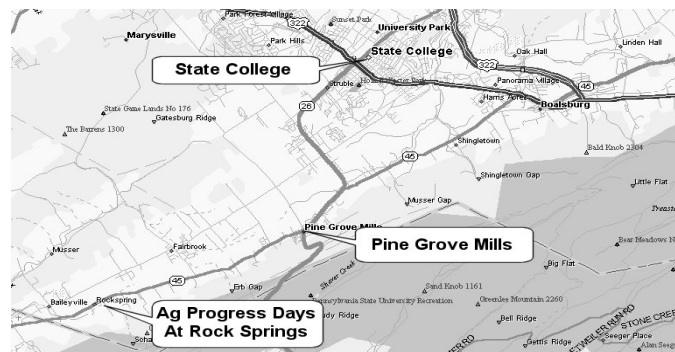 Park Forest Village
322
Sunset Park
University Park
Marysville
Park Hills
State College
Oak Hall
Linden Hall
322
State College
Struble
Panorama Village
45
Harris Acres
Boalsburg
State Game Lands No 176
Gatesburg Ridge
26
The Barrens 1300
Shingletown
Bald Knob 2304
45
Shingletown Gap
Little Flat
Musser Gap
Pine Grove Mills
Pine Grove Mills
Bear Meadows N
Musser
Fairbrook
Big Flat
45
Erb Gap
Shaver Creek
Sand Knob 1161
Baileyville
Rockspring
Pennsylvania State University Recreation
Greenlee Mountain 2260
Ag Progress Days
At Rock Springs
Bell Ridge
STONE CREE
Seeger Place
Gettis Ridge
Alan Seeg